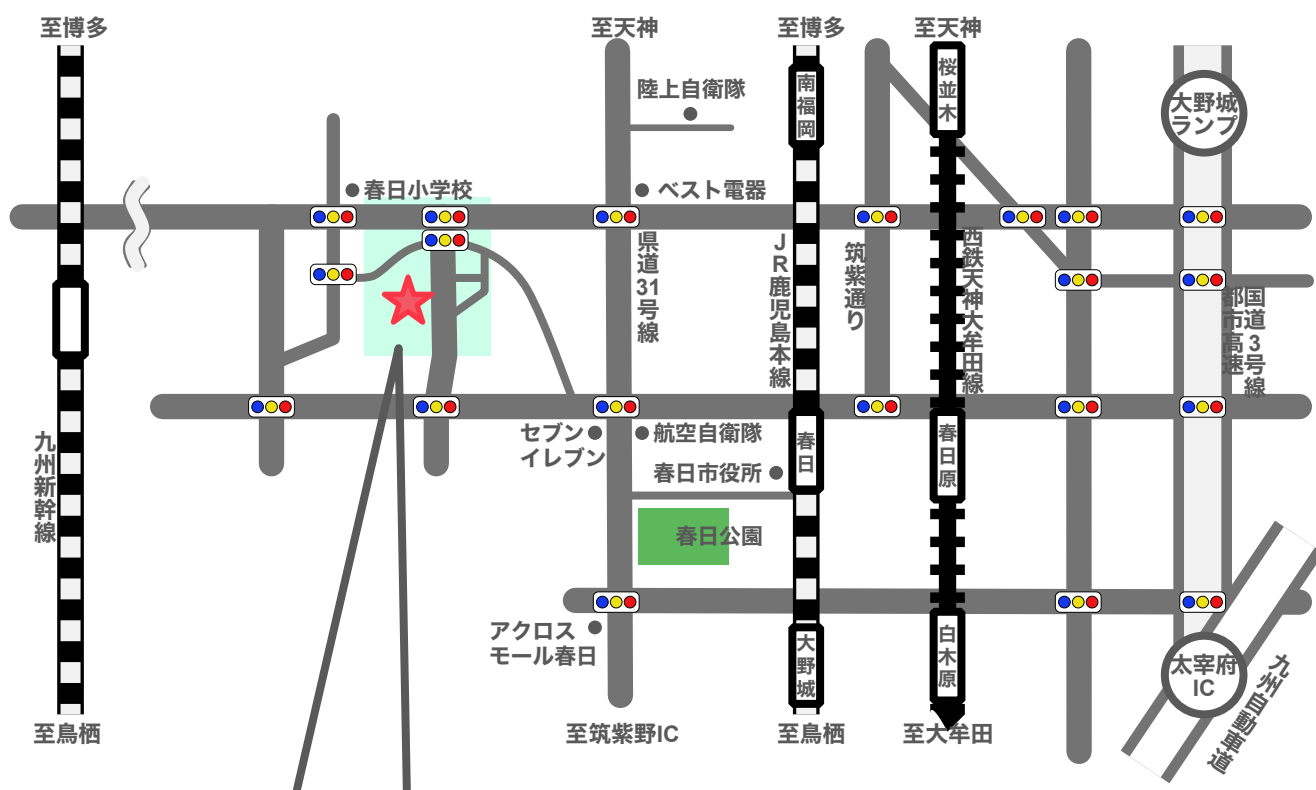 至博多
至天神
至博多
至天神
陸上自衛隊
南福岡
桜並木
大野城
ランプ
春日小学校
ベスト電器
県道31号線
JR鹿児島本線
筑紫通り
西鉄天神大牟田線
国道3号線
都市高速
九州新幹線
セブン
イレブン
航空自衛隊
春日市役所
春日
春日原
春日公園
アクロス
モール春日
大野城
白木原
太宰府
IC
九州自動車道
至鳥栖
至筑紫野IC
至鳥栖
至大牟田